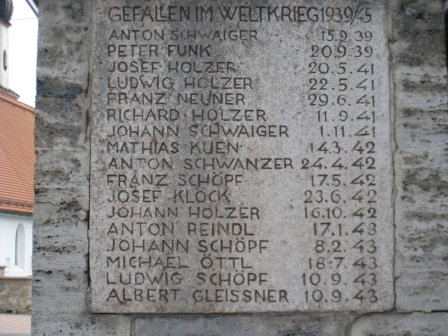 GEFALLEN IM WELTKRIEG 1939/45
ANTON SCHWAIGER 15.9.39
PETER FUNK 20.9.39
JOSEF HOLZER 20.5.41
LUDWIG HOLZER 22.5.41
FRANZ NEUNER 29.6.41
RICHARD HOLZER 11.9.41
JOHANN SCHWAIGER 1.11.41
MATHIAS KUEN 14.3.42
ANTON SCHWANZER 24.4.42
FRANZ SCHÖPF 17.5.42
JOSEF KLÖCK 23.6.42
JOHANN HOLZER 16.10.42
ANTON REINDL 17.1.43
JOHANN SCHÖPF 8.2.43
MICHAEL ÖTTL 18.7.43
LUDWIG SCHÖPF 10.9.43
ALBERT GLEISSNER 10.9.43